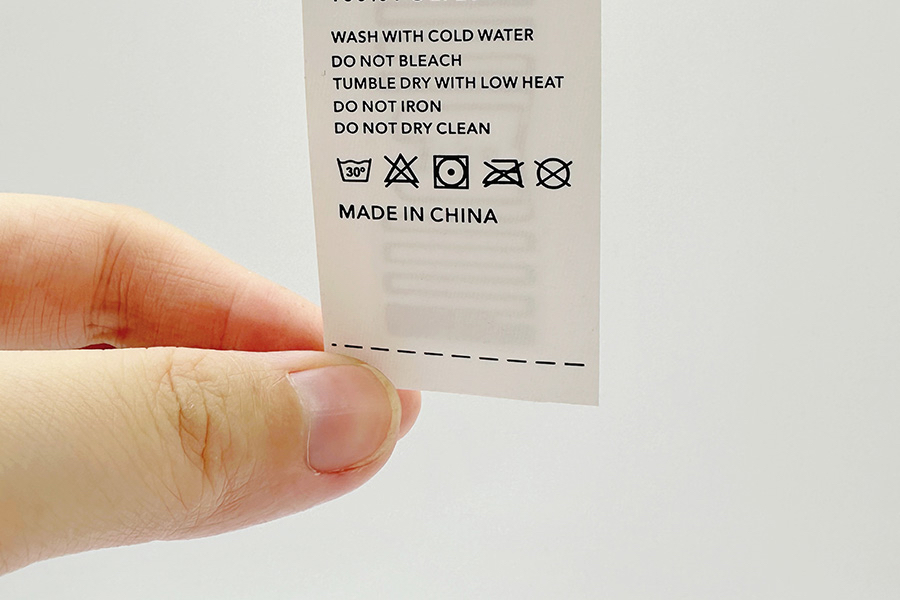 WASH WITH COLD WATER
DO NOT BLEACH
TUMBLE DRY WITH LOW HEAT
DO NOT IRON
DO NOT DRY CLEAN
30º
MADE IN CHINA